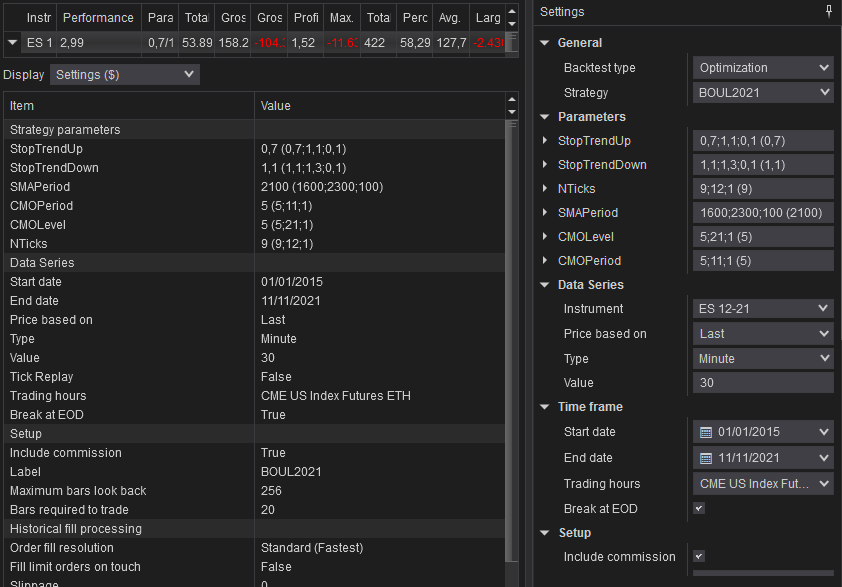 Instr Performance Para Total Gros Gros Profi Max. Total Perc Avg. Larg
ES 1 2,99 0,7/1 53.89 158.2 -104. 1,52 -11.6 422 58,29 127,7 -2.43
Display Settings ($)
Item Value
Strategy parameters
StopTrendUp 0,7 (0,7;1,1;0,1)
StopTrendDown 1,1 (1,1;1,3;0,1)
SMAPeriod 2100 (1600;2300;100)
CMOPeriod 5 (5;11;1)
CMOLevel 5 (5;21;1)
NTicks 9 (9;12;1)
Data Series
Start date 01/01/2015
End date 11/11/2021
Price based on Last
Type Minute
Value 30
Tick Replay False
Trading hours CME US Index Futures ETH
Break at EOD True
Setup
Include commission True
Label BOUL2021
Maximum bars look back 256
Bars required to trade 20
Historical fill processing
Order fill resolution Standard (Fastest)
Fill limit orders on touch False
Slippage 0
Settings
General
Backtest type Optimization
Strategy BOUL2021
Parameters
StopTrendUp 0,7;1,1;0,1 (0,7)
StopTrendDown 1,1;1,3;0,1 (1,1)
NTicks 9;12;1 (9)
SMAPeriod 1600;2300;100 (2100)
CMOLevel 5;21;1 (5)
CMOPeriod 5;11;1 (5)
Data Series
Instrument ES 12-21
Price based on Last
Type Minute
Value 30
Time frame
Start date 01/01/2015
End date 11/11/2021
Trading hours CME US Index Fut...
Break at EOD
Setup
Include commission